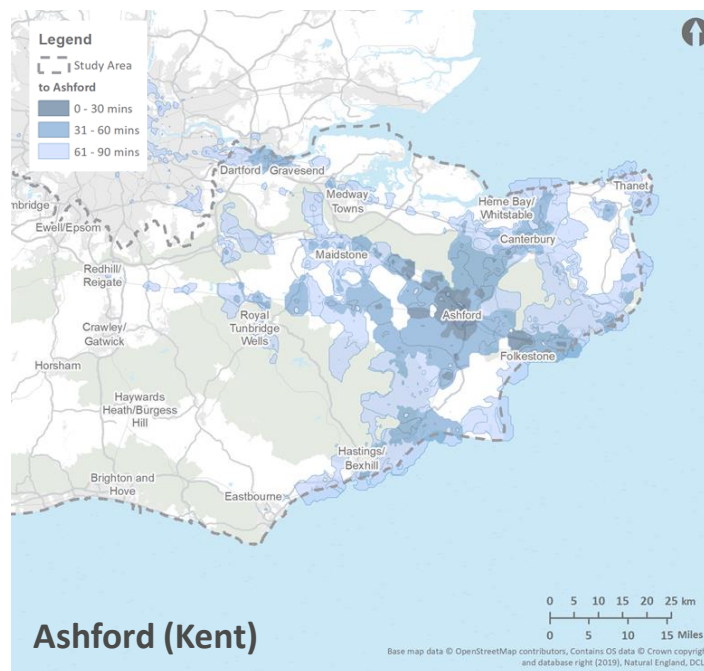 Legend
Study Area
to Ashford
0 - 30 mins
31 - 60 mins
61 - 90 mins
Dartford
Gravesend
Medway
Towns
Herne Bay/
Whitstable
Thanet
mbridge
Ewell/Epsom
Canterbury
Maidstone
Redhill/
Reigate
Ashford
Royal
Tunbridge
Wells
Crawley/
Gatwick
Folkestone
Horsham
Haywards
Heath/Burgess
Hill
Hastings/
Bexhill
Brighton and
Hove
Eastbourne
0 5 10 15 20 25 km
0 5 10 15 Miles
Ashford (Kent)
Base map data © OpenStreetMap contributors, Contains OS data © Crown copyrigh
and database right (2019), Natural England, DCL